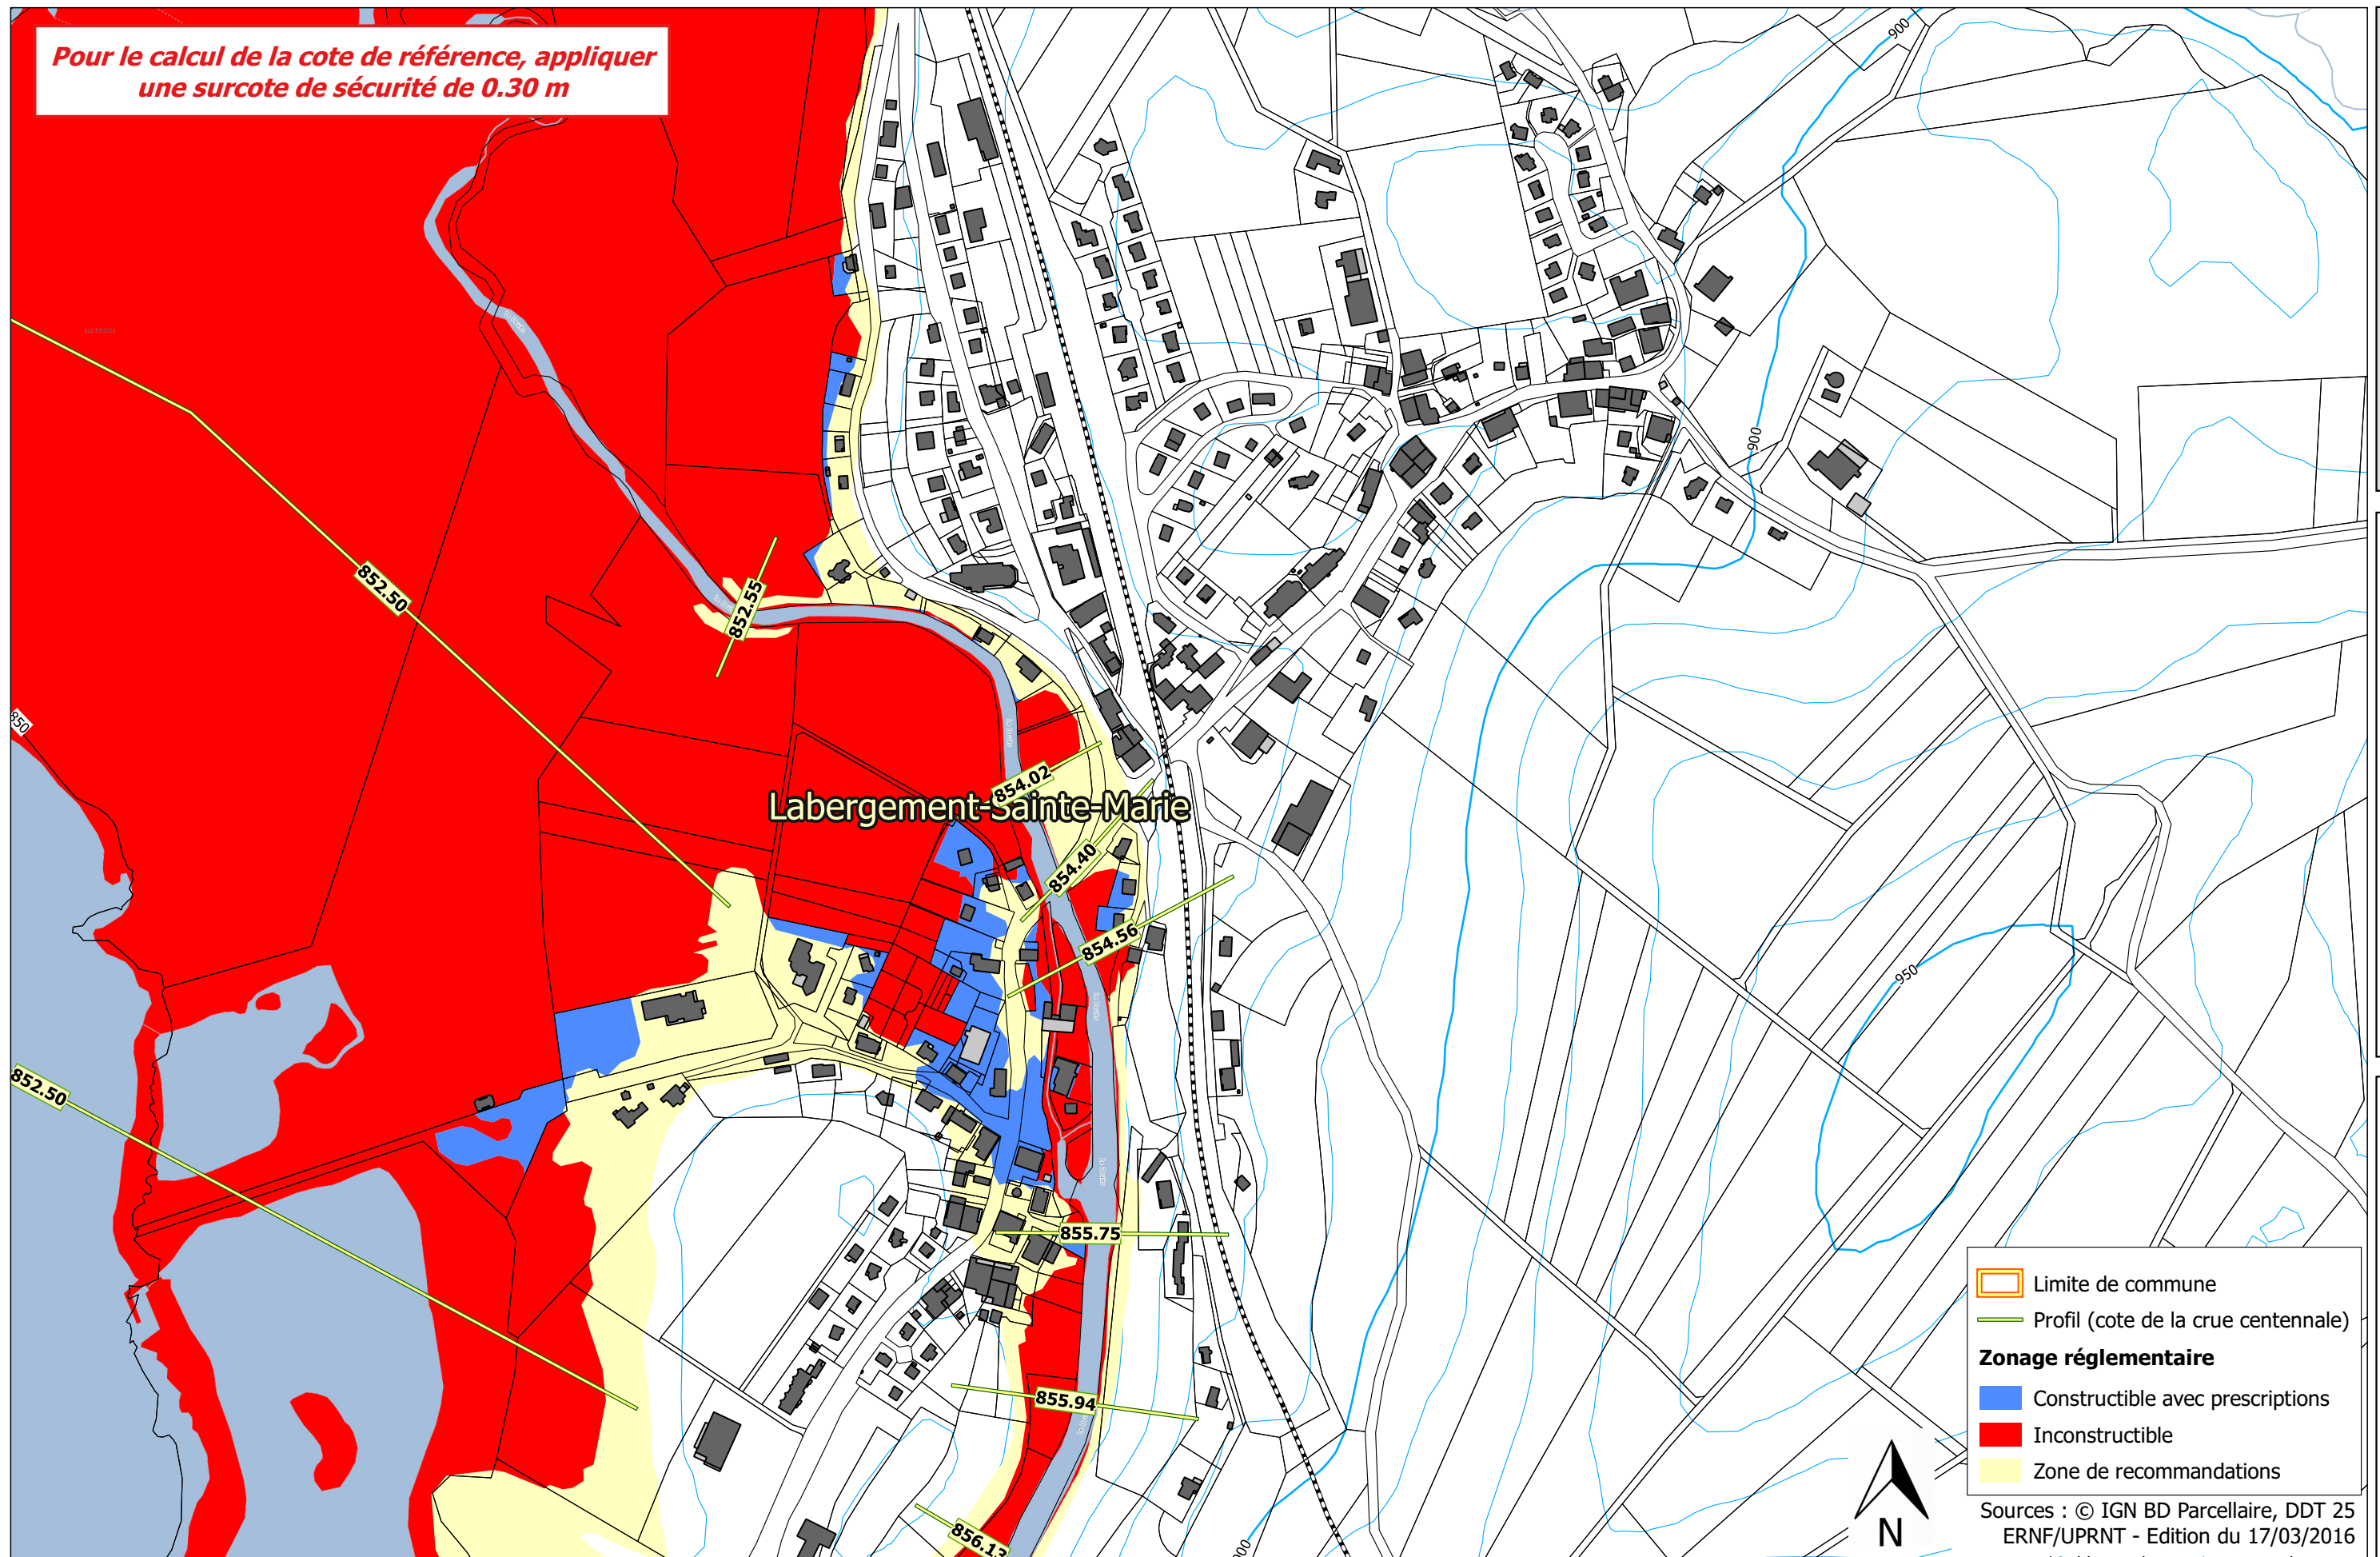 Pour le calcul de la cote de référence, appliquer
une surcote de sécurité de 0.30 m
900
852.50
852.55
900
850
854.02
Labergement-Sainte-Marie
854.40
854.56
950
852.50
855.75
855.94
856.13
900
Limite de commune
Profil (cote de la crue centennale)
Zonage réglementaire
Constructible avec prescriptions
Inconstructible
Zone de recommandations
N
Sources : © IGN BD Parcellaire, DDT 25
ERNF/UPRNT - Edition du 17/03/2016